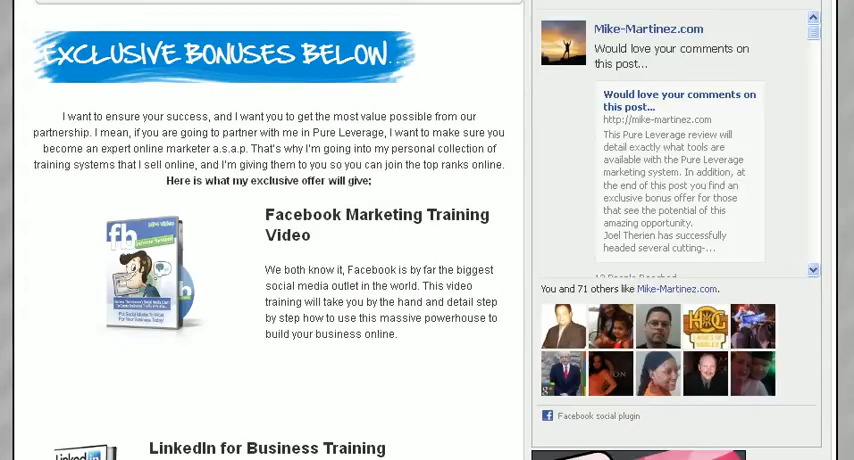 EXCLUSIVE BONUSES BELOW...
I want to ensure your success, and I want you to get the most value possible from our
partnership. I mean, if you are going to partner with me in Pure Leverage, I want to make sure you
become an expert online marketer a.s.a.p. That's why I'm going into my personal collection of
training systems that I sell online, and I'm giving them to you so you can join the top ranks online.
Here is what my exclusive offer will give;
fb
Facebook Marketing Training
Video
We both know it, Facebook is by far the biggest
social media outlet in the world. This video
training will take you by the hand and detail step
by step how to use this massive powerhouse to
build your business online.
LinkedIn
LinkedIn for Business Training
Mike-Martinez.com
Would love your comments on
this post...
Would love your comments on
this post...
http://mike-martinez.com
This Pure Leverage review will
detail exactly what tools are
available with the Pure Leverage
marketing system. In addition, at
the end of this post you find an
exclusive bonus offer for those
that see the potential of this
amazing opportunity.
Joel Therien has successfully
headed several cutting-...
You and 71 others like Mike-Martinez.com.
Facebook social plugin